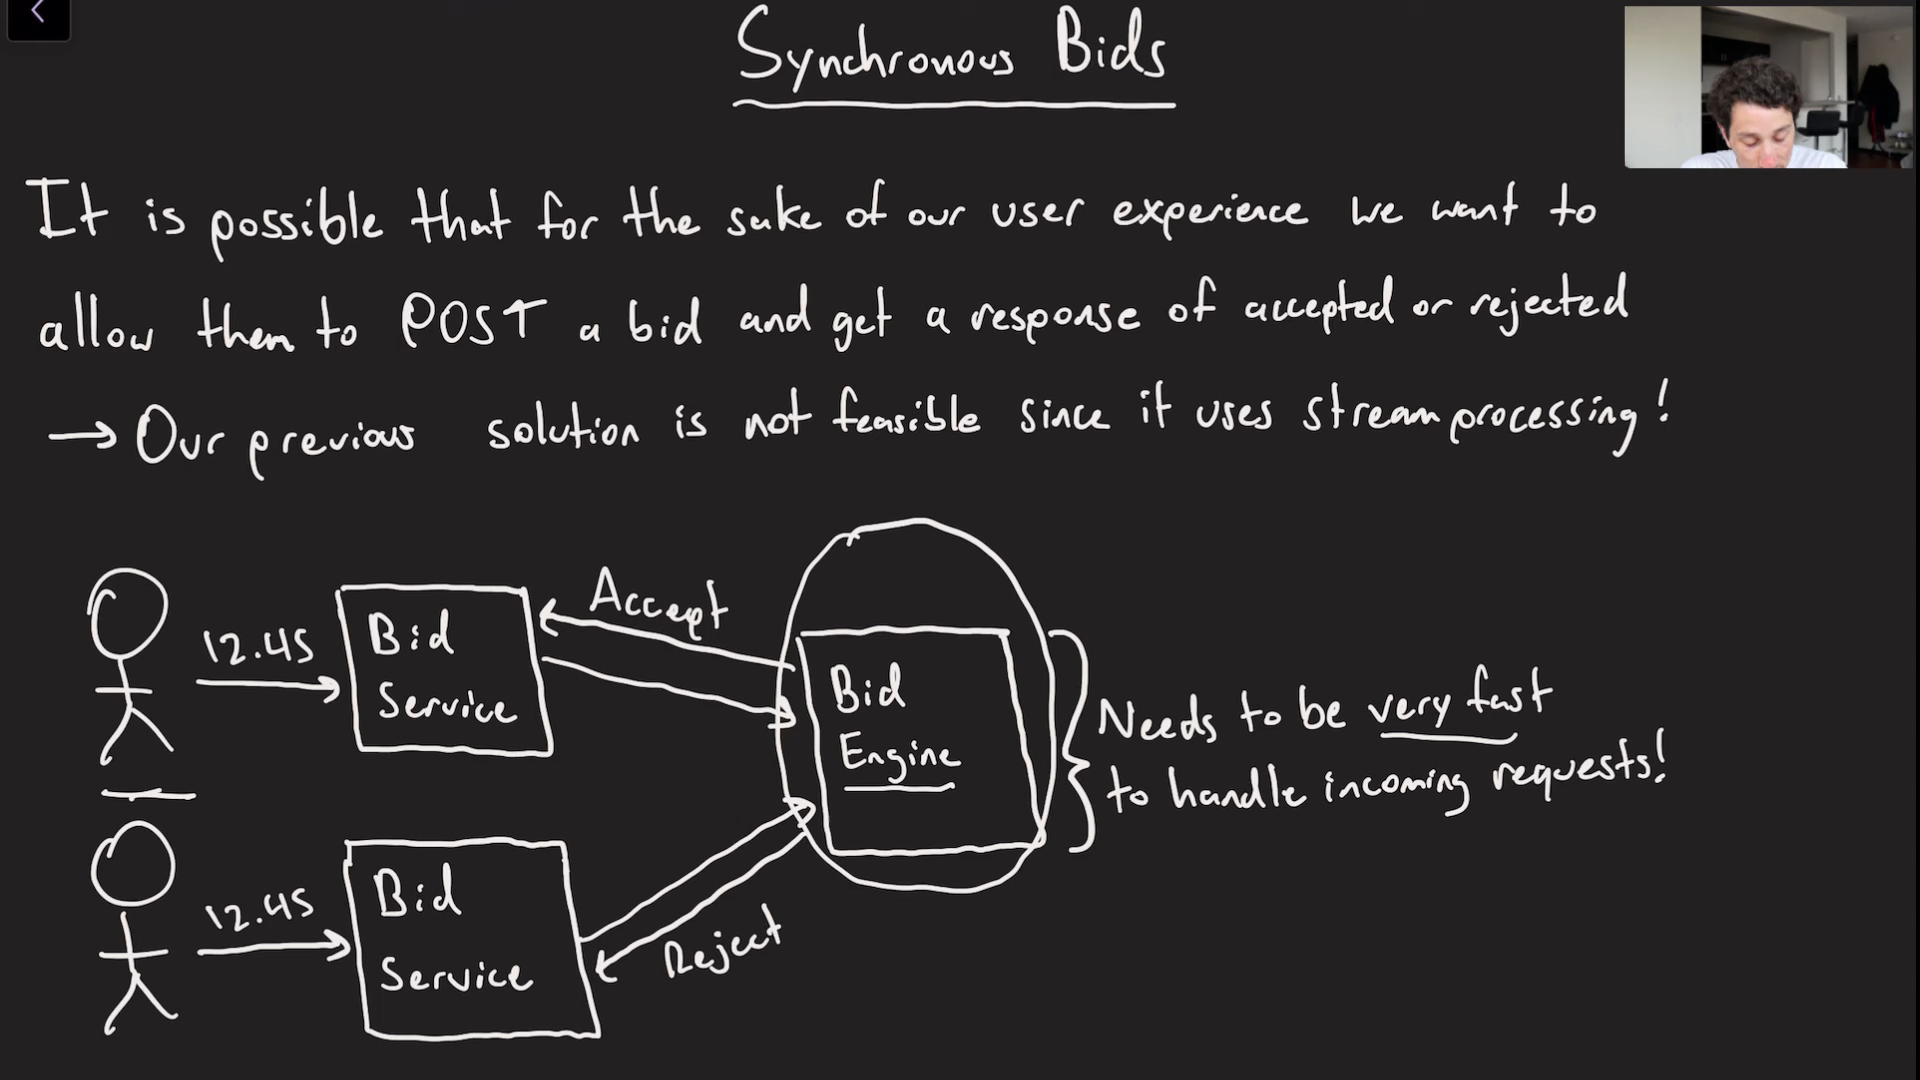 Synchronous Bids
It is possible that for the sake of our user experience we want to
allow them to POST a bid and get a response of accepted or rejected
→ Our previous solution is not feasible since it uses stream processing!
Accept
12.45
Bid
Service
Bid
Engine
Needs to be very fast
to handle incoming requests!
12.45
Bid
Service
Reject